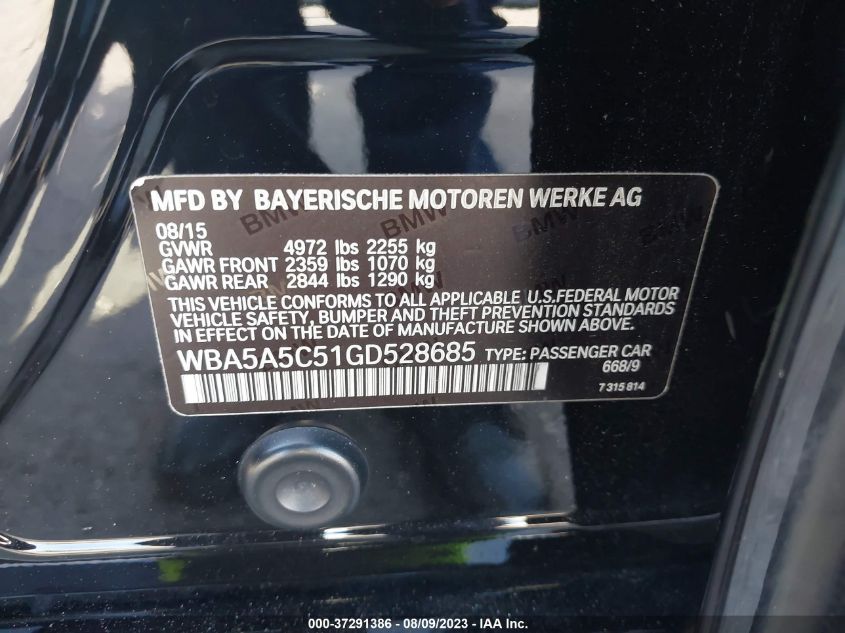 MFD BY BAYERISCHE MOTOREN WERKE AG
08/15
GVWR 4972 lbs 2255 kg
GAWR FRONT 2359 lbs 1070 kg
GAWR REAR 2844 lbs 1290 kg
THIS VEHICLE CONFORMS TO ALL APPLICABLE U.S.FEDERAL MOTOR
VEHICLE SAFETY, BUMPER AND THEFT PREVENTION STANDARDS
IN EFFECT ON THE DATE OF MANUFACTURE SHOWN ABOVE.
WBA5A5C51GD528685 TYPE: PASSENGER CAR
668/9
7 315 814
BMW BMW BMW
000-37291386 - 08/09/2023 - IAA Inc.